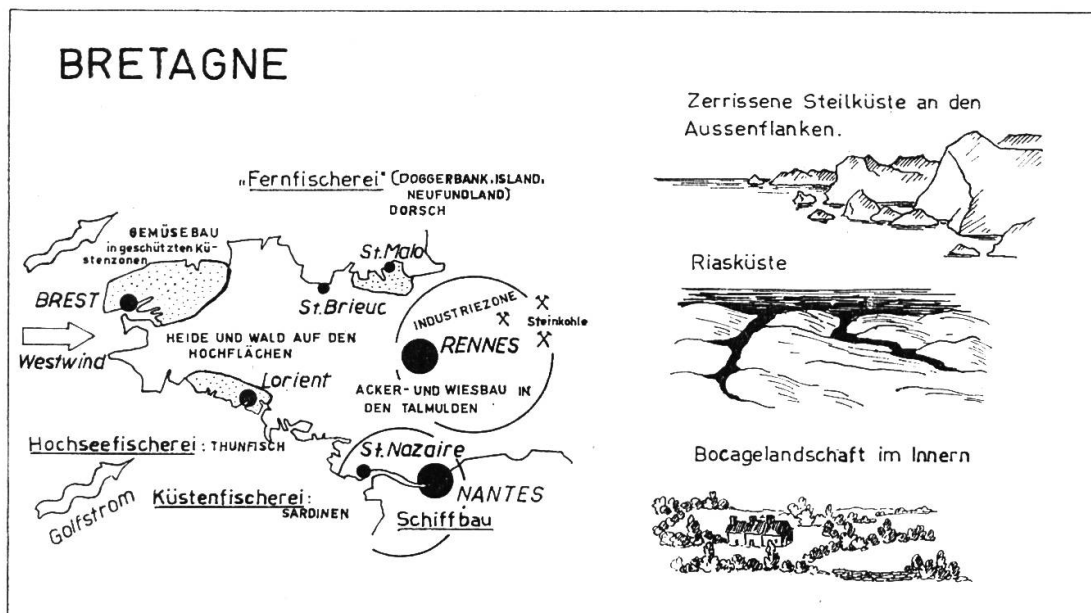 BRETAGNE
„Fernfischerei" (DOGGERBANK, ISLAND,
NEUFUNDLAND)
DORSCH
GEMÜSEBAU
in geschützten Kü-
stenzonen
St. Malo
BREST
St. Brieuc
INDUSTRIEZONE
Steinkohle
RENNES
Westwind
HEIDE UND WALD AUF DEN
HOCHFLÄCHEN
Lorient
ACKER- UND WIESBAU IN
DEN TALMULDEN
Hochseefischerei: THUNFISCH
St. Nazaire
Golfstrom
Küstenfischerei:
SARDINEN
NANTES
Schiffbau
Zerrissene Steilküste an den
Aussenflanken.
Riasküste
Bocagelandschaft im Innern